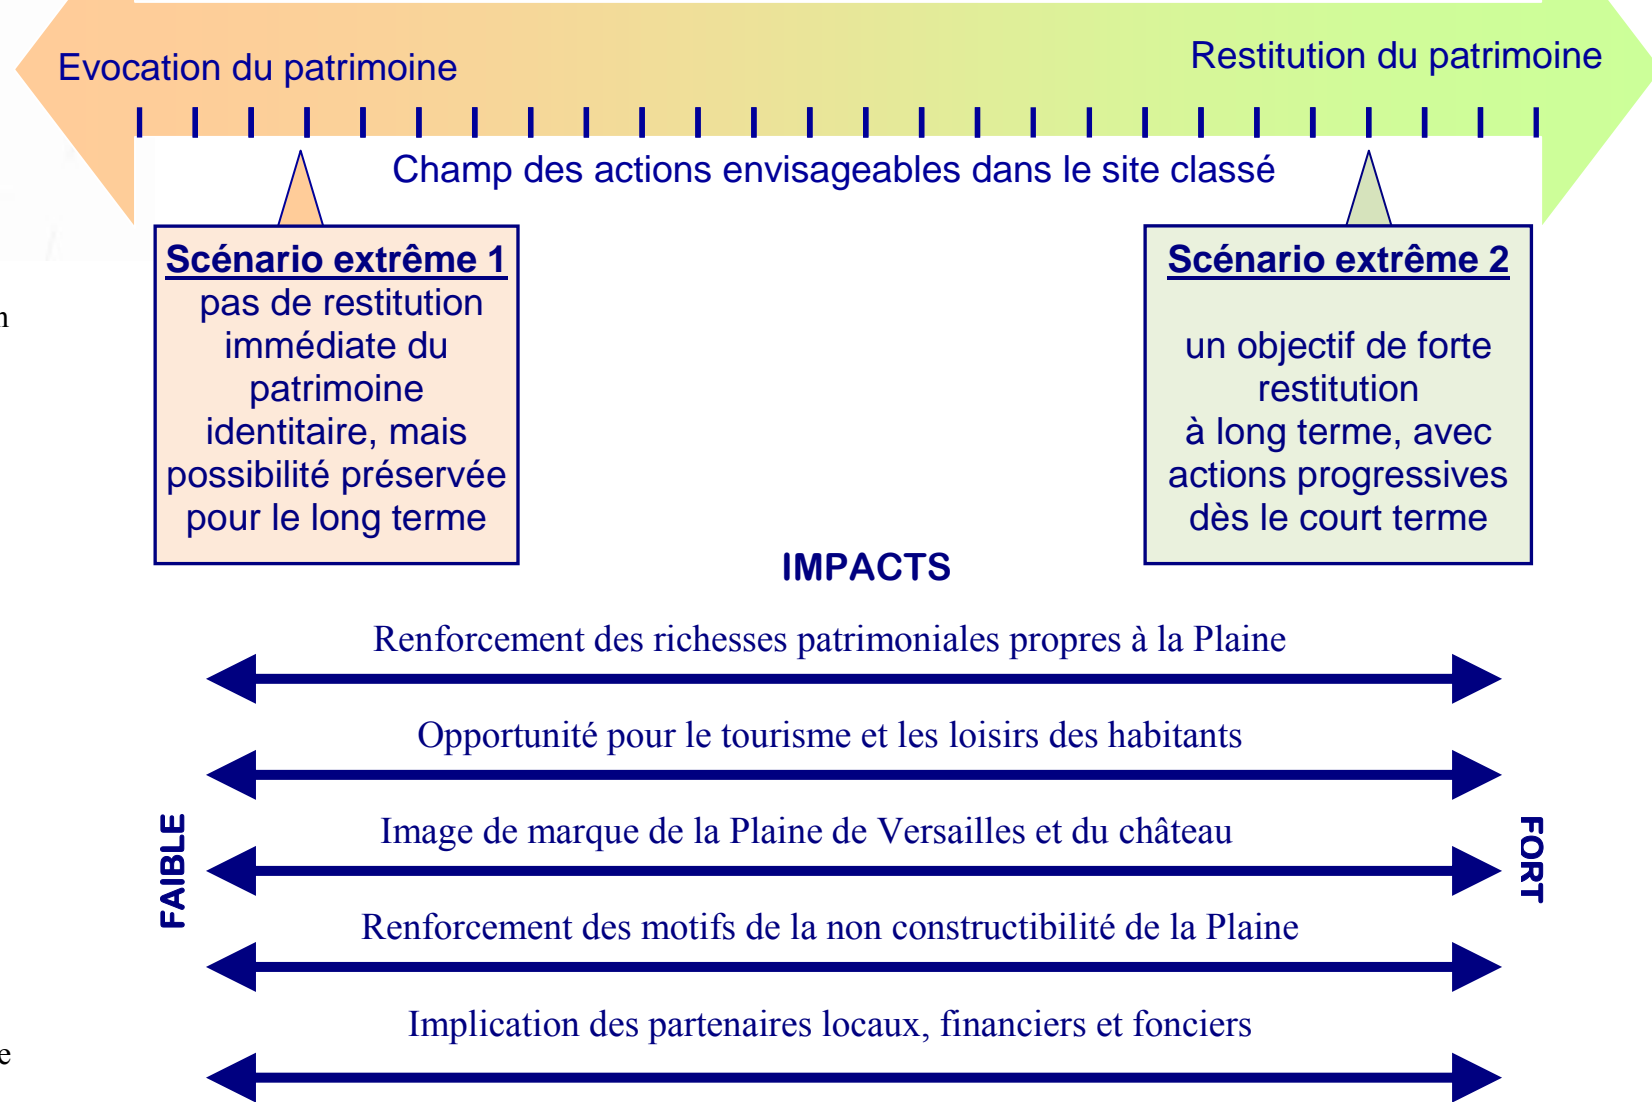 Evocation du patrimoine
Restitution du patrimoine
Champ des actions envisageables dans le site classé
Scénario extrême 1
pas de restitution
immédiate du
patrimoine
identitaire, mais
possibilité préservée
pour le long terme
Scénario extrême 2
un objectif de forte
restitution
à long terme, avec
actions progressives
dès le court terme
IMPACTS
Renforcement des richesses patrimoniales propres à la Plaine
Opportunité pour le tourisme et les loisirs des habitants
Image de marque de la Plaine de Versailles et du château
Renforcement des motifs de la non constructibilité de la Plaine
Implication des partenaires locaux, financiers et fonciers
FAIBLE
FORT